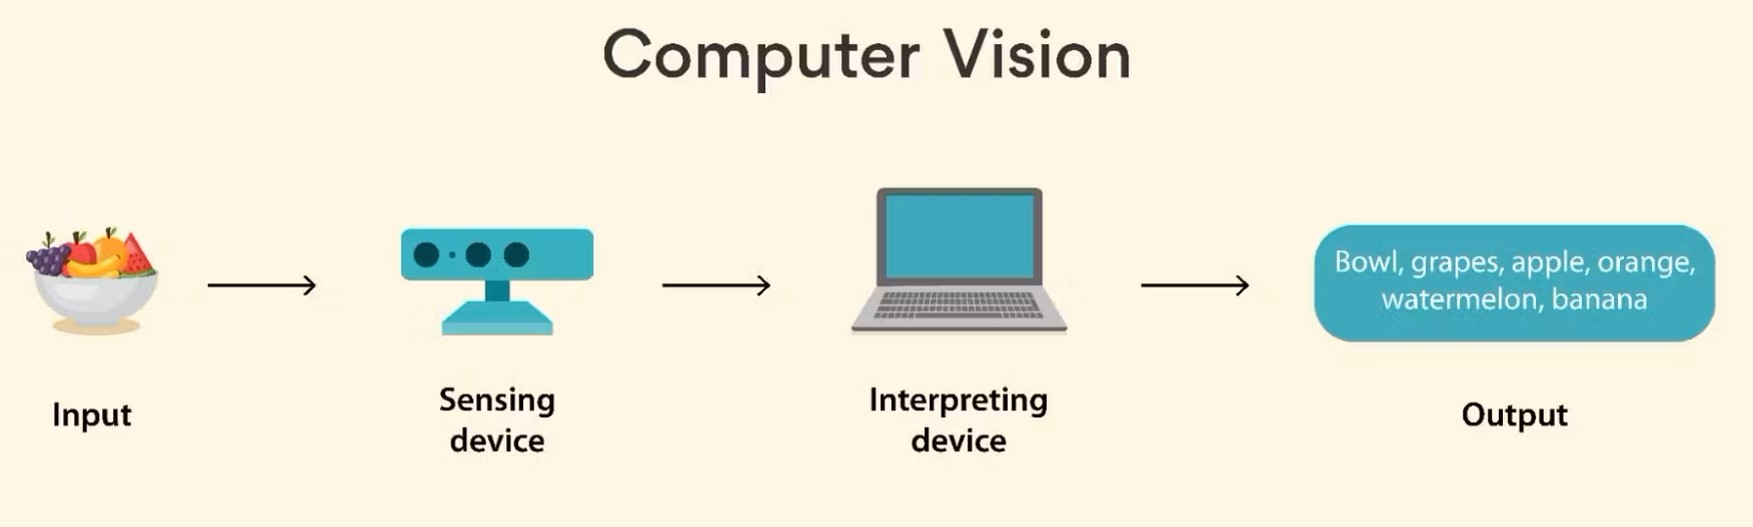 Computer Vision
Bowl, grapes, apple, orange,
watermelon, banana
Input
Sensing
device
Interpreting
device
Output